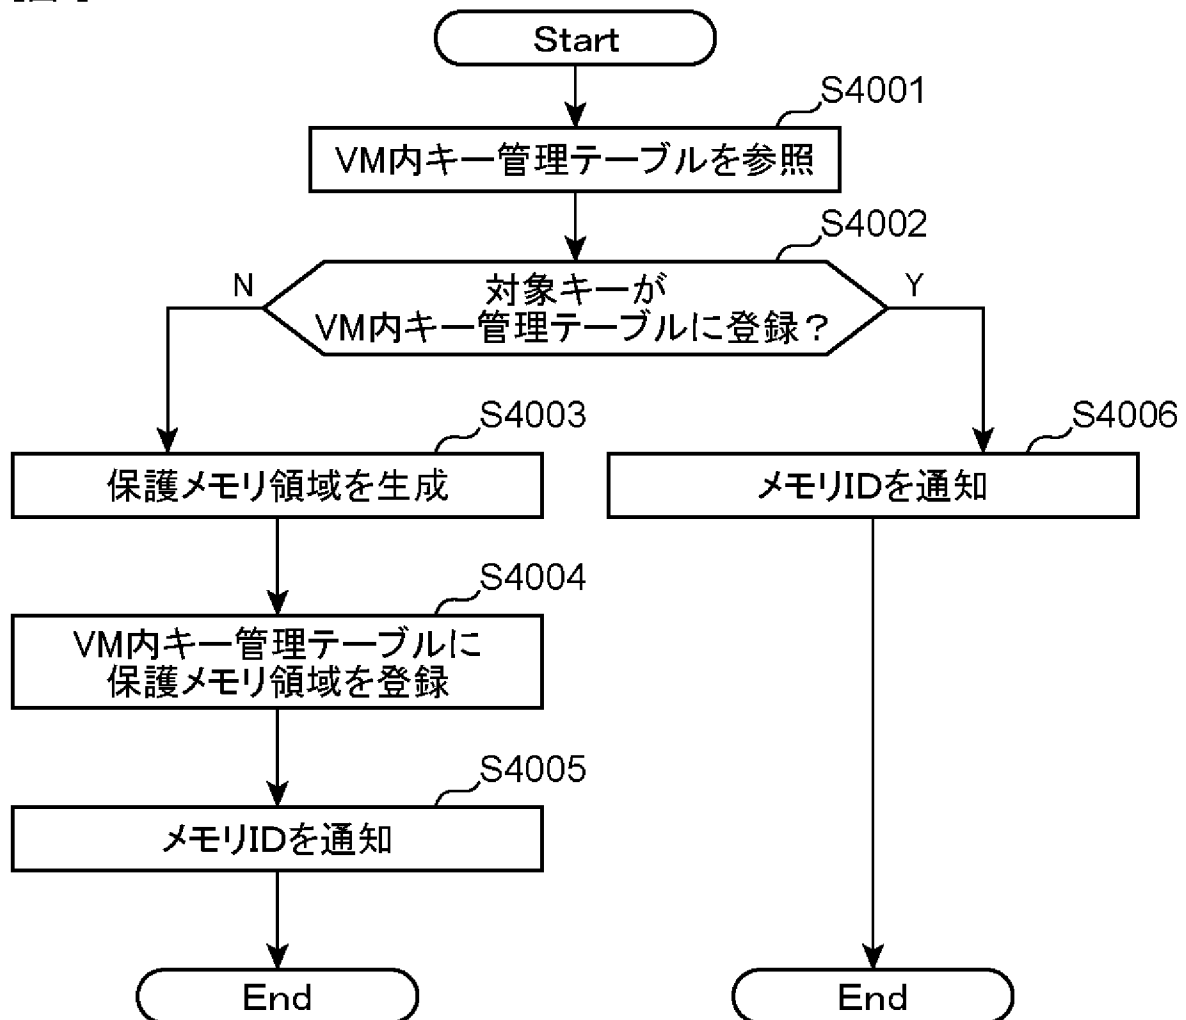 Start
S4001
VM内キー管理テーブルを参照
S4002
対象キーが
VM内キー管理テーブルに登録？
N
Y
S4003
保護メモリ領域を生成
S4006
メモリIDを通知
S4004
VM内キー管理テーブルに
保護メモリ領域を登録
S4005
メモリIDを通知
End
End